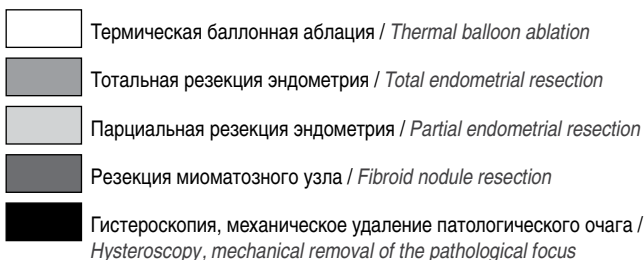 Термическая баллонная аблация / Thermal balloon ablation
Тотальная резекция эндометрия / Total endometrial resection
Парциальная резекция эндометрия / Partial endometrial resection
Резекция миоматозного узла / Fibroid nodule resection
Гистероскопия, механическое удаление патологического очага /
Hysteroscopy, mechanical removal of the pathological focus